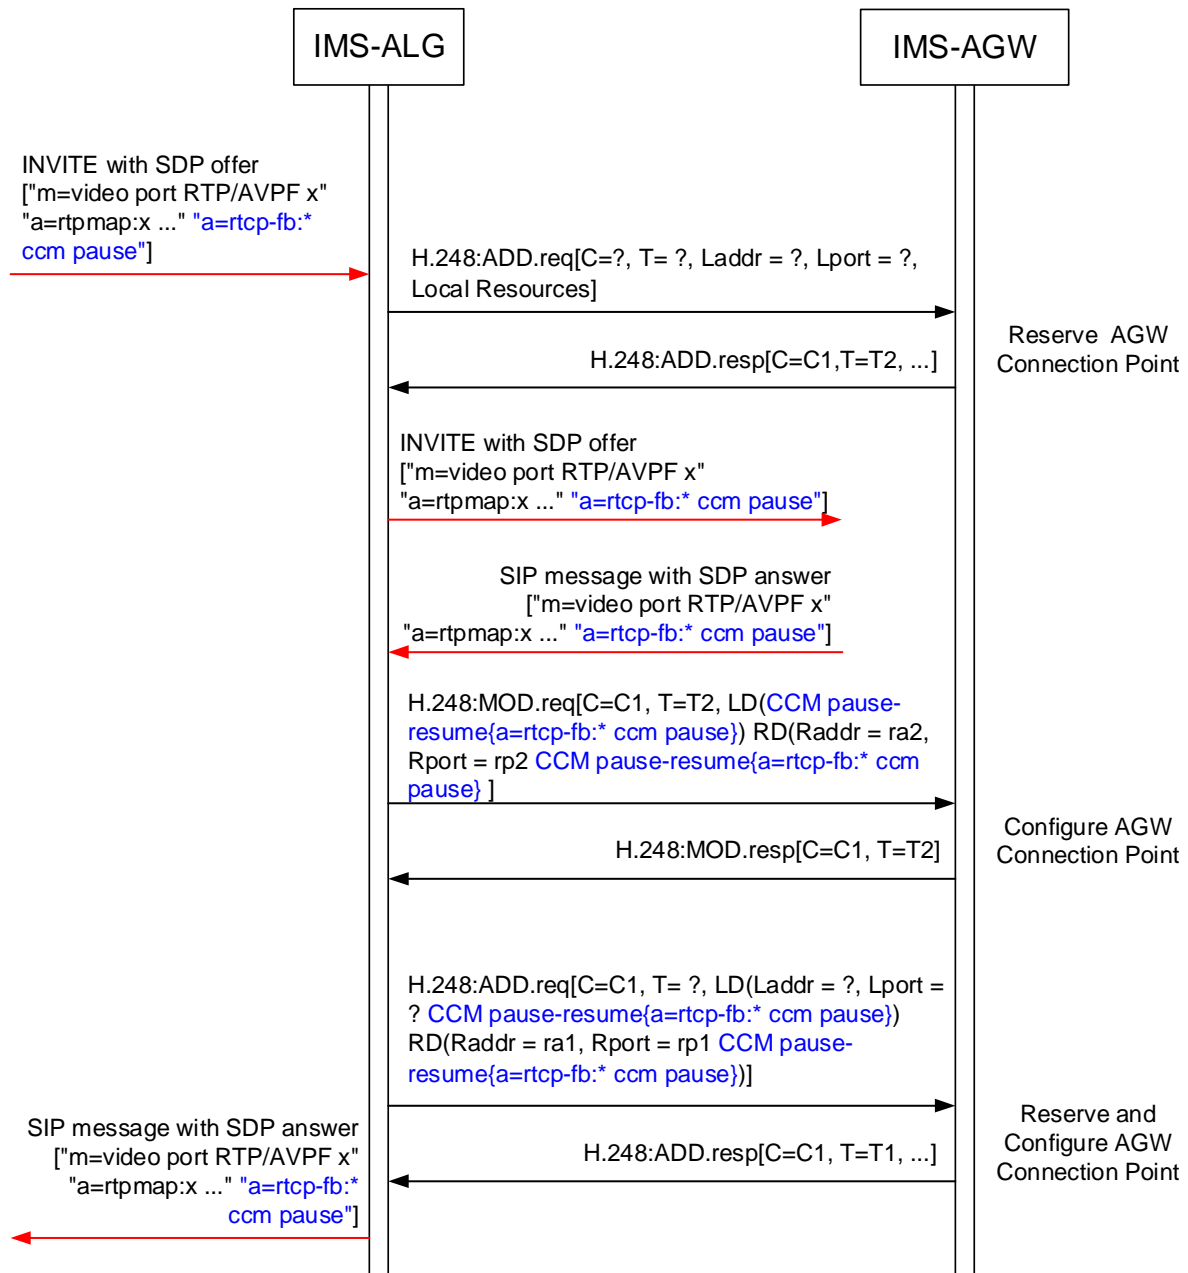 IMS-ALG
IMS-AGW
INVITE with SDP offer
["m=video port RTP/AVPF x"
"a=rtpmap:x ..." "a=rtcp-fb:*
ccm pause"]
H.248:ADD.req[C=?, T= ?, Laddr = ?, Lport = ?,
Local Resources]
Reserve  AGW
Connection Point
H.248:ADD.resp[C=C1,T=T2, ...]
INVITE with SDP offer
["m=video port RTP/AVPF x"
"a=rtpmap:x ..." "a=rtcp-fb:* ccm pause"]
SIP message with SDP answer
["m=video port RTP/AVPF x"
"a=rtpmap:x ..." "a=rtcp-fb:* ccm pause"]
H.248:MOD.req[C=C1, T=T2, LD(CCM pause-
resume{a=rtcp-fb:* ccm pause}) RD(Raddr = ra2,
Rport = rp2 CCM pause-resume{a=rtcp-fb:* ccm
pause} ]
Configure AGW
Connection Point
H.248:MOD.resp[C=C1, T=T2]
H.248:ADD.req[C=C1, T= ?, LD(Laddr = ?, Lport =
? CCM pause-resume{a=rtcp-fb:* ccm pause})
RD(Raddr = ra1, Rport = rp1 CCM pause-
resume{a=rtcp-fb:* ccm pause})]
Reserve and
Configure AGW
Connection Point
H.248:ADD.resp[C=C1, T=T1, ...]
SIP message with SDP answer
["m=video port RTP/AVPF x"
"a=rtpmap:x ..." "a=rtcp-fb:*
ccm pause"]